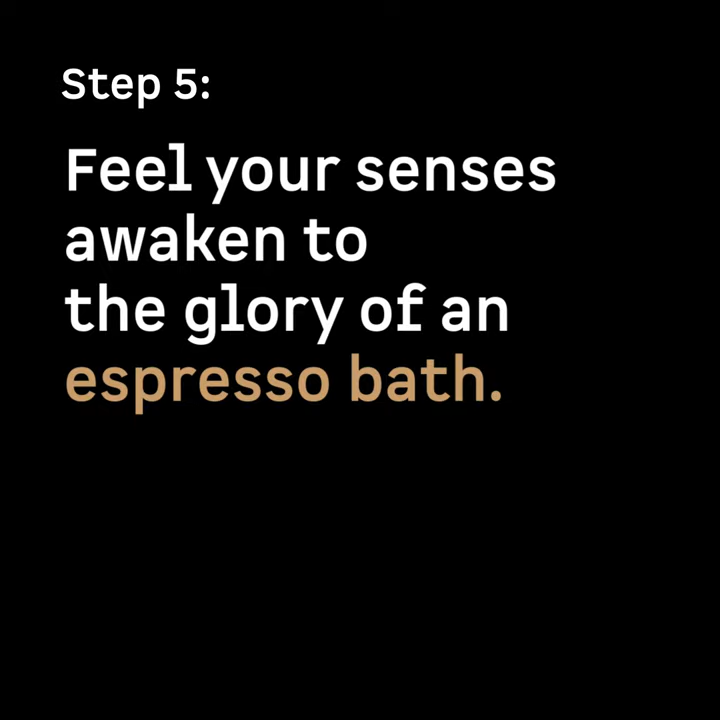 Step 5:
Feel your senses
awaken to
the glory of an
espresso bath.